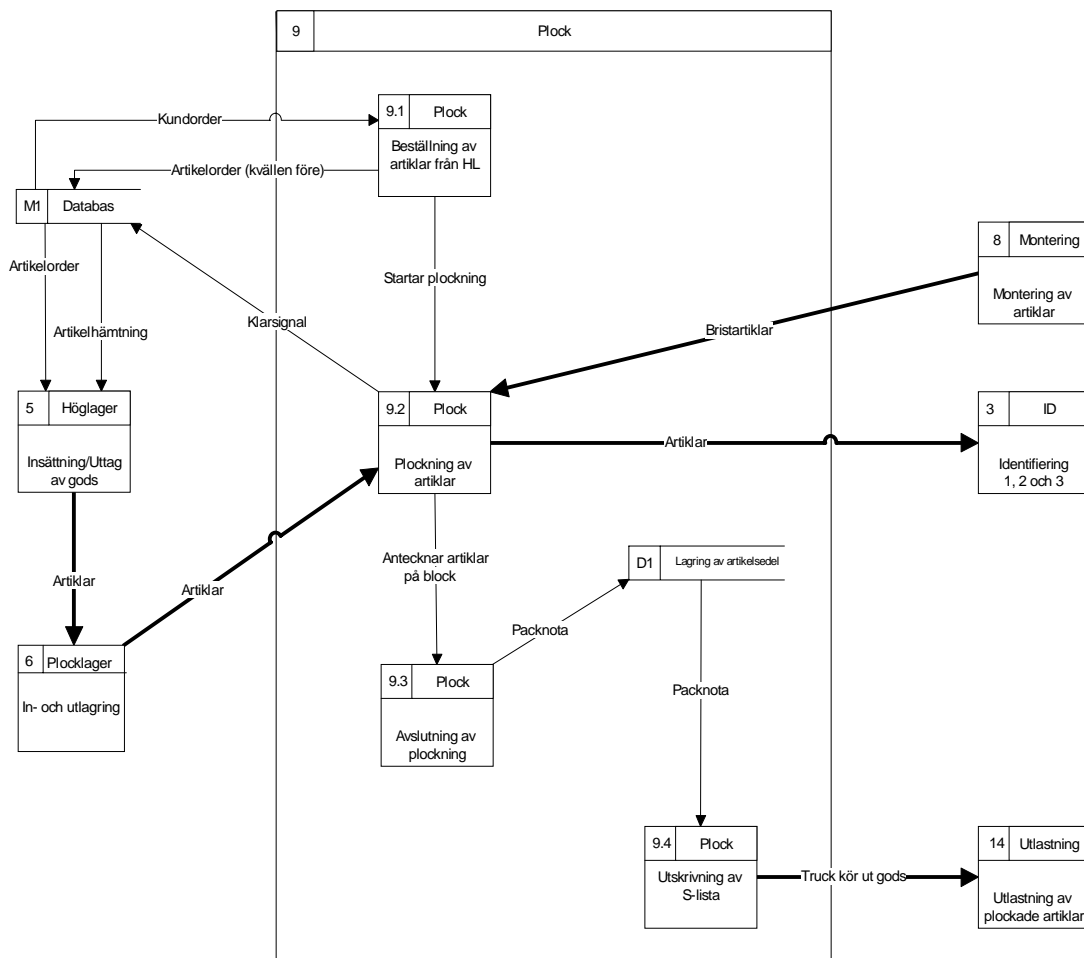 9 Plock
9.1 Plock
Beställning av
artiklar från HL
Kundorder
Artikelorder (kvällen före)
M1 Databas
Artikelorder
Artikelhämtning
Klarsignal
Startar plockning
8 Montering
Montering av
artiklar
Bristartiklar
5 Höglager
Insättning/Uttag
av gods
9.2 Plock
Plockning av
artiklar
Artiklar
3 ID
Identifiering
1, 2 och 3
Artiklar
Artiklar
Antecknar artiklar
på block
D1 Lagring av artikelsedel
Packnota
6 Plocklager
In- och utlagring
9.3 Plock
Avslutning av
plockning
Packnota
9.4 Plock
Utskrivning av
S-lista
Truck kör ut gods
14 Utlastning
Utlastning av
plockade artiklar